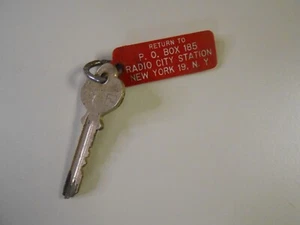 RETURN TO
P. O. BOX 185
RADIO CITY STATION
NEW YORK 19, N. Y.